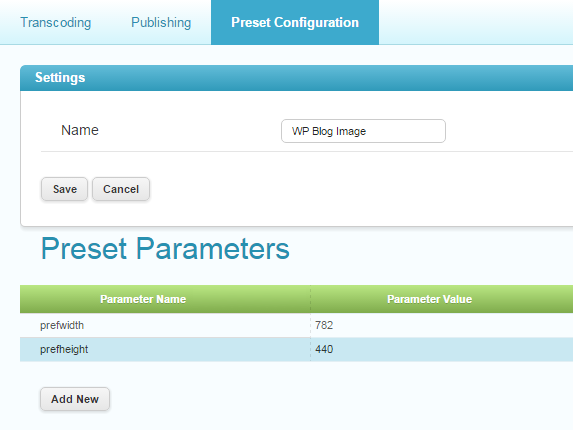 Transcoding Publishing Preset Configuration
Settings
Name WP Blog Image
Save Cancel
Preset Parameters
Parameter Name Parameter Value
prefwidth 782
prefheight 440
Add New